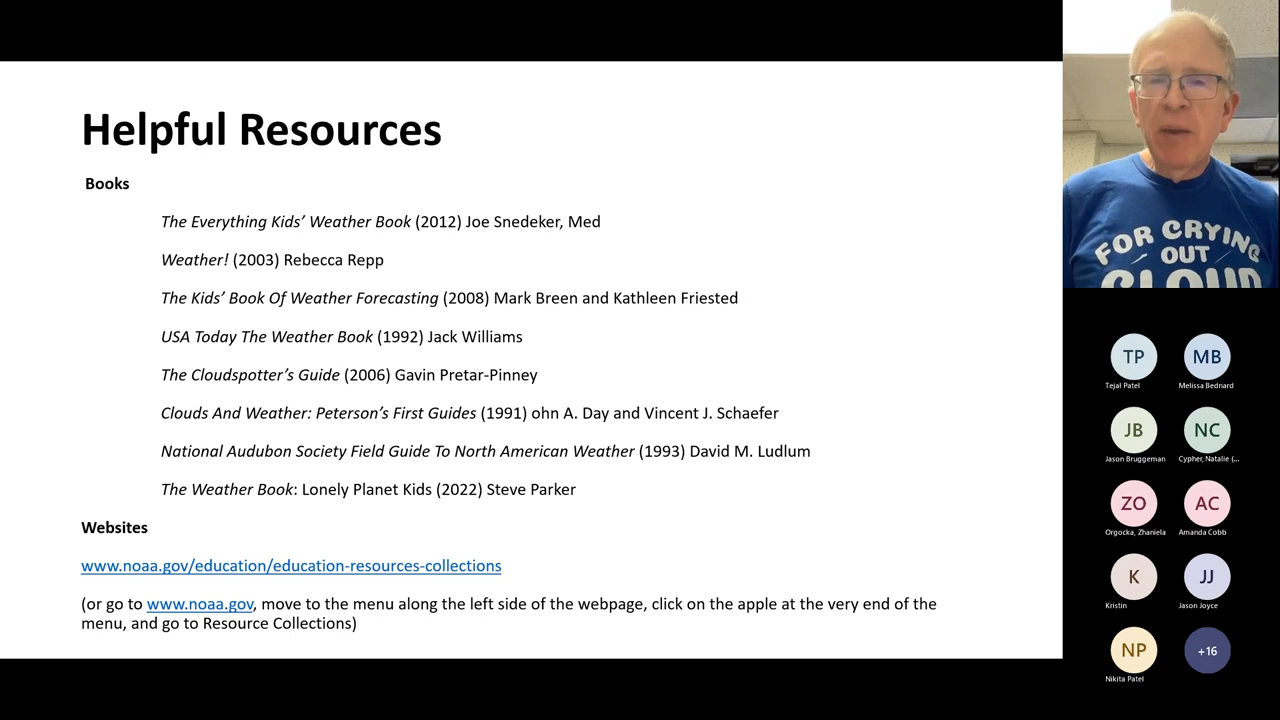 Helpful Resources
Books
The Everything Kids’ Weather Book (2012) Joe Snedeker, Med
Weather! (2003) Rebecca Repp
The Kids’ Book Of Weather Forecasting (2008) Mark Breen and Kathleen Friested
USA Today The Weather Book (1992) Jack Williams
The Cloudspotter’s Guide (2006) Gavin Pretar-Pinney
Clouds And Weather: Peterson’s First Guides (1991) ohn A. Day and Vincent J. Schaefer
National Audubon Society Field Guide To North American Weather (1993) David M. Ludlum
The Weather Book: Lonely Planet Kids (2022) Steve Parker
Websites
www.noaa.gov/education/education-resources-collections
(or go to www.noaa.gov, move to the menu along the left side of the webpage, click on the apple at the very end of the
menu, and go to Resource Collections)
FOR CRYING
OUT
CLOUD
TP MB
Tejal Patel Melissa Bednard
JB NC
Jason Bruggeman Cypher, Natalie (...
ZO AC
Orgocka, Zhaniela Amanda Cobb
K JJ
Kristin Jason Joyce
NP +16
Nikita Patel